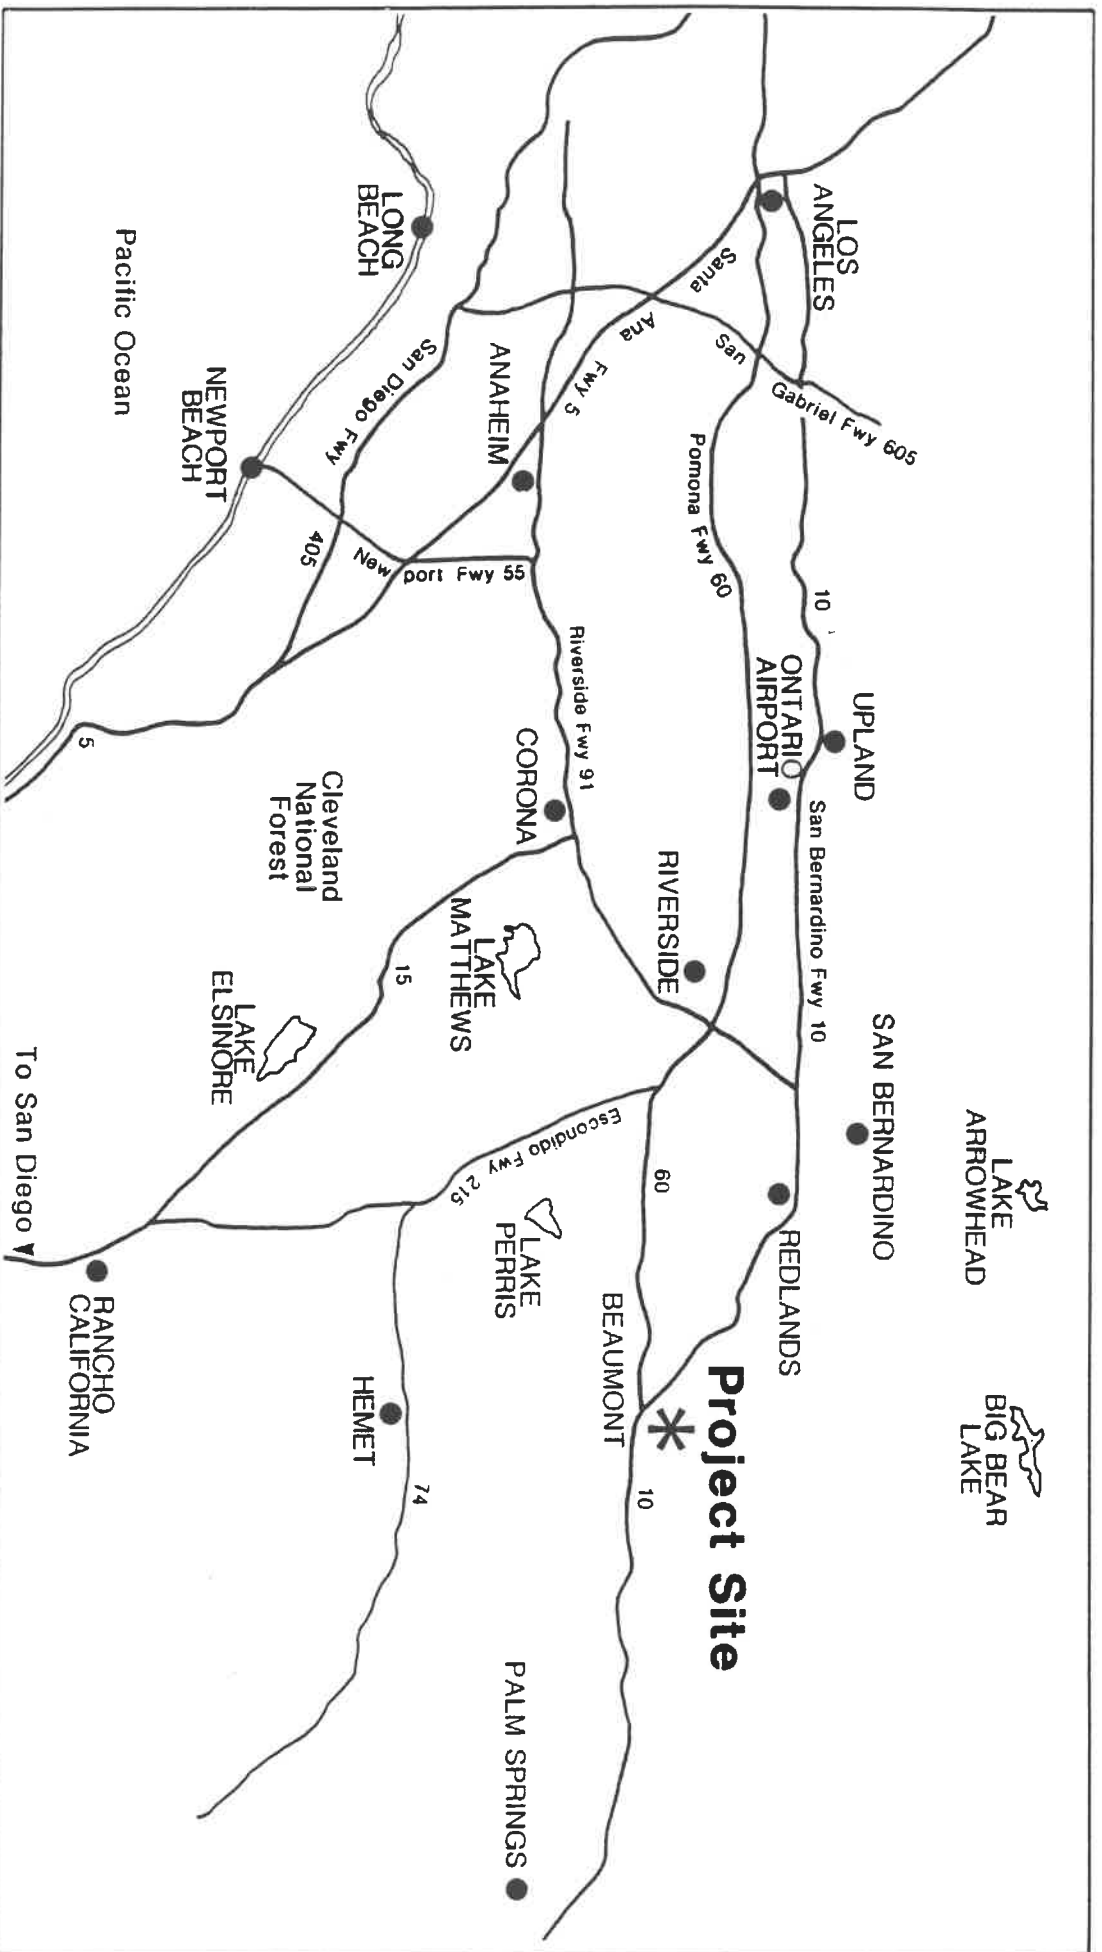 LAKE
ARROWHEAD
BIG BEAR
LAKE
SAN BERNARDINO
UPLAND
LOS
ANGELES
Gabriel Fwy 605
San
10
San Bernardino Fwy 10
ONTARIO
AIRPORT
REDLANDS
Project Site
Santa
Ana
Fwy 5
Pomona Fwy 60
RIVERSIDE
60
BEAUMONT
10
Riverside Fwy 91
ANAHEIM
CORONA
LAKE
MATTHEWS
Escondido Fwy 215
LAKE
PERRIS
PALM SPRINGS
LONG
BEACH
San Diego Fwy
405
Newport Fwy 55
15
74
HEMET
Cleveland
National
Forest
LAKE
ELSINORE
NEWPORT
BEACH
Pacific Ocean
5
RANCHO
CALIFORNIA
To San Diego